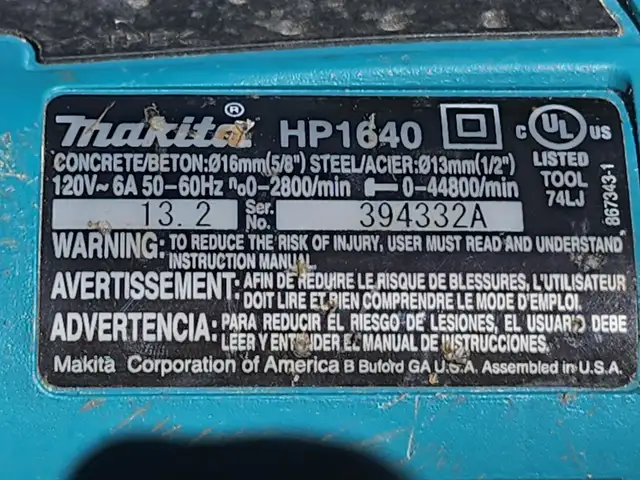 makita® HP1640
CONCRETE/BETON:Ø16mm(5/8") STEEL/ACIER:Ø13mm(1/2")
120V~ 6A 50-60Hz n₀0-2800/min 0-44800/min
13.2 Ser. No. 394332A
WARNING: TO REDUCE THE RISK OF INJURY, USER MUST READ AND UNDERSTAND
INSTRUCTION MANUAL.
AVERTISSEMENT: AFIN DE REDUIRE LE RISQUE DE BLESSURES, L'UTILISATEUR
DOIT LIRE ET BIEN COMPRENDRE LE MODE D'EMPLOI.
ADVERTENCIA: PARA REDUCIR EL RIESGO DE LESIONES, EL USUARIO DEBE
LEER Y ENTENDER EL MANUAL DE INSTRUCCIONES.
Makita Corporation of America B Buford GA U.S.A. Assembled in U.S.A.
C UL US
LISTED
TOOL
74LJ
867343-1